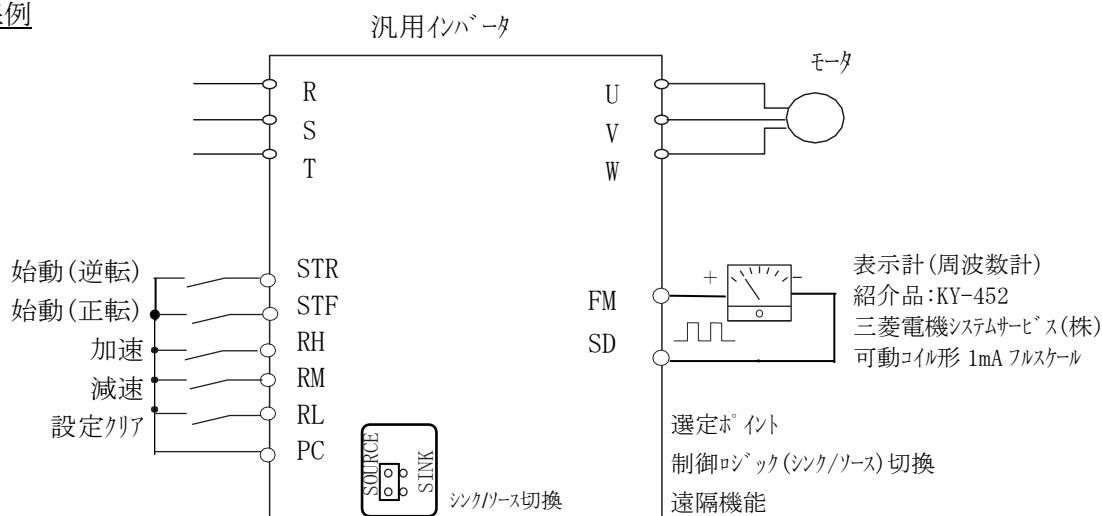 例
汎用インバータ
モータ
R
S
T
U
V
W
始動(逆転)
始動(正転)
加速
減速
設定クリア
STR
STF
RH
RM
RL
PC
SOURCE
SINK
シンク/ソース切換
FM
SD
+
-
表示計(周波数計)
紹介品:KY-452
三菱電機システムサービス(株)
可動コイル形 1mA フルスケール
選定ポイント
制御ロジック(シンク/ソース)切換
遠隔機能